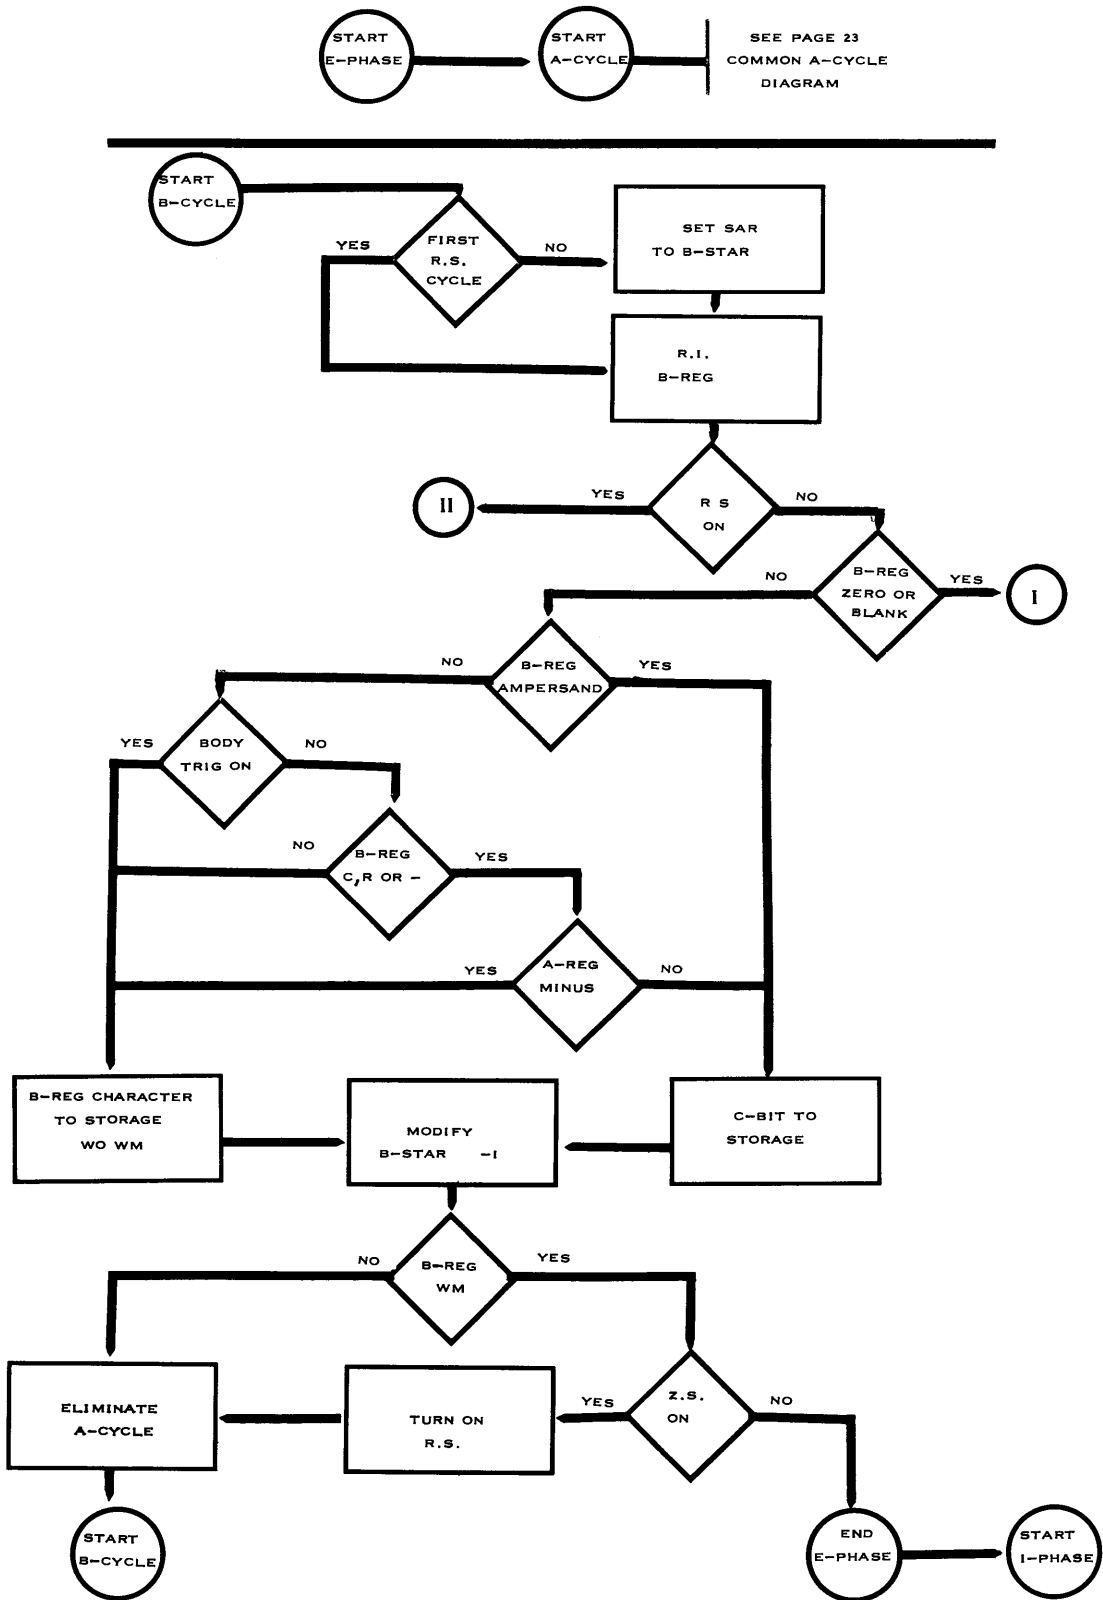 START
E-PHASE
START
A-CYCLE
SEE PAGE 23
COMMON A-CYCLE
DIAGRAM
START
B-CYCLE
FIRST
R.S.
CYCLE
YES
NO
SET SAR
TO B-STAR
R.I.
B-REG
R S
ON
YES
NO
II
B-REG
ZERO OR
BLANK
NO
YES
I
B-REG
AMPERSAND
NO
YES
BODY
TRIG ON
YES
NO
B-REG
C,R OR -
NO
YES
A-REG
MINUS
YES
NO
B-REG CHARACTER
TO STORAGE
WO WM
MODIFY
B-STAR -1
C-BIT TO
STORAGE
B-REG
WM
NO
YES
ELIMINATE
A-CYCLE
TURN ON
R.S.
Z.S.
ON
YES
NO
START
B-CYCLE
END
E-PHASE
START
I-PHASE